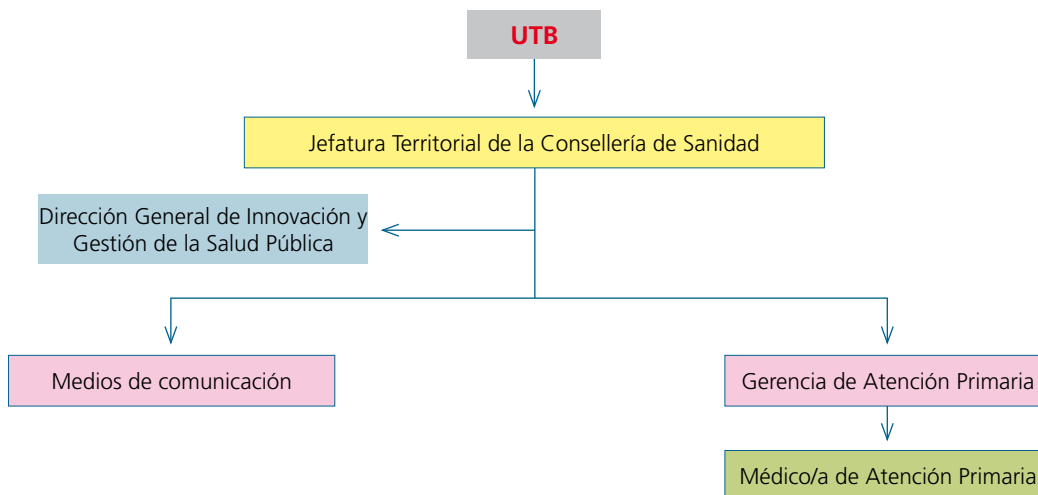 UTB
Jefatura Territorial de la Consellería de Sanidad
Dirección General de Innovación y
Gestión de la Salud Pública
Medios de comunicación
Gerencia de Atención Primaria
Médico/a de Atención Primaria